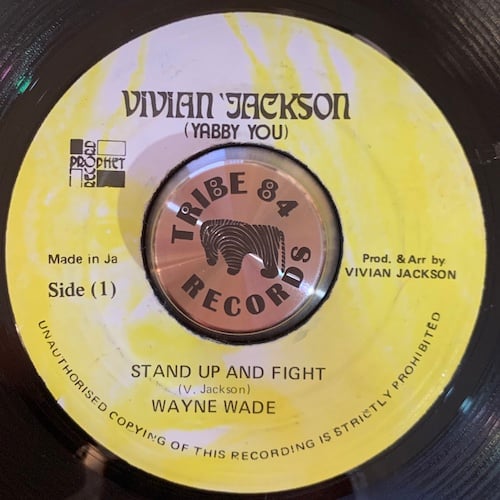 VIVIAN JACKSON
(YABBY YOU)
PROPHET
RECORD
TRIBE 84
RECORDS
Made in Ja
Side (1)
Prod. & Arr by
VIVIAN JACKSON
STAND UP AND FIGHT
(V. Jackson)
WAYNE WADE
UNAUTHORISED COPYING OF THIS RECORDING IS STRICTLY PROHIBITED